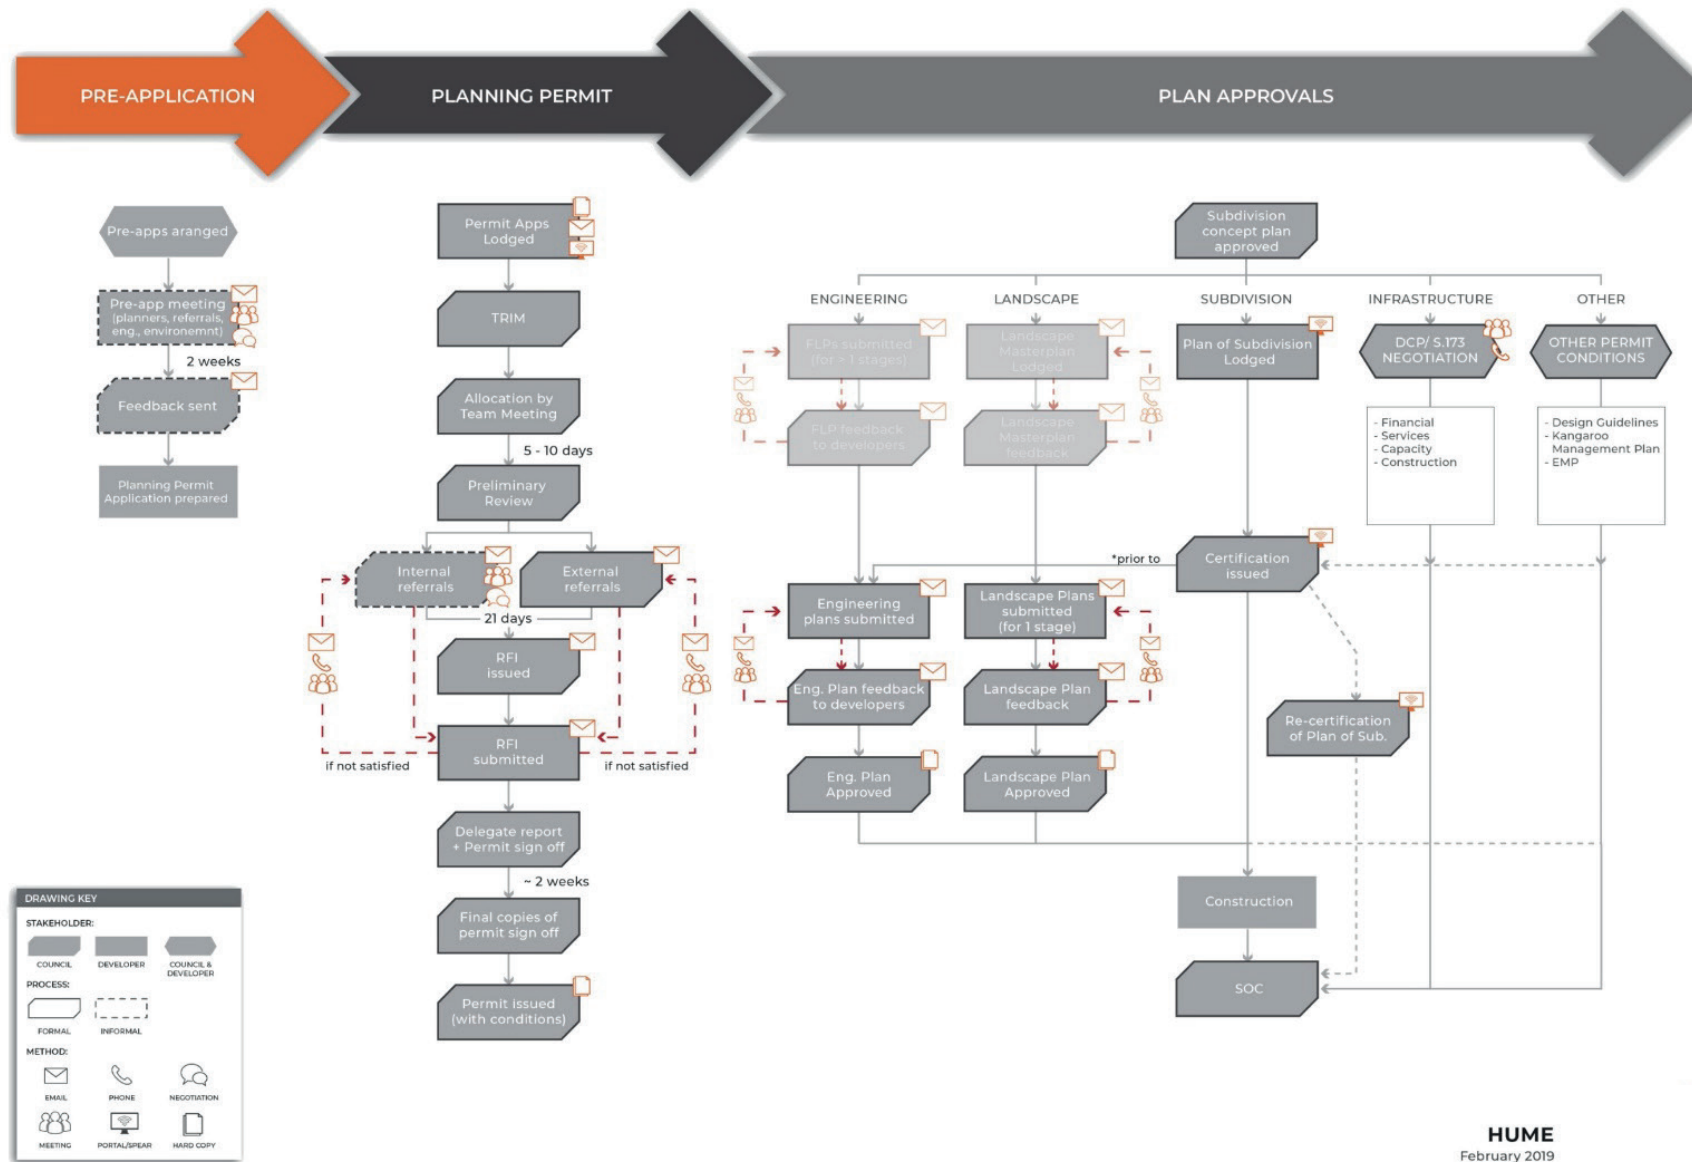 PRE-APPLICATION
PLANNING PERMIT
PLAN APPROVALS
Pre-apps aranged
Pre-app meeting
(planners, referrals,
eng., environemnt)
2 weeks
Feedback sent
Planning Permit
Application prepared
Permit Apps
Lodged
TRIM
Allocation by
Team Meeting
5 - 10 days
Preliminary
Review
Internal
referrals
External
referrals
21 days
RFI
issued
RFI
submitted
if not satisfied
if not satisfied
Delegate report
+ Permit sign off
~ 2 weeks
Final copies of
permit sign off
Permit issued
(with conditions)
Subdivision
concept plan
approved
ENGINEERING
LANDSCAPE
SUBDIVISION
INFRASTRUCTURE
OTHER
FLPs submitted
(for > 1 stages)
Landscape
Masterplan
Lodged
Plan of Subdivision
Lodged
DCP/ S.173
NEGOTIATION
OTHER PERMIT
CONDITIONS
FLP feedback
to developers
Landscape
Masterplan
feedback
- Financial
- Services
- Capacity
- Construction
- Design Guidelines
- Kangaroo
Management Plan
- EMP
*prior to
Certification
issued
Engineering
plans submitted
Landscape Plans
submitted
(for 1 stage)
Eng. Plan feedback
to developers
Landscape Plan
feedback
Re-certification
of Plan of Sub.
Eng. Plan
Approved
Landscape Plan
Approved
Construction
SOC
DRAWING KEY
STAKEHOLDER:
COUNCIL
DEVELOPER
COUNCIL &
DEVELOPER
PROCESS:
FORMAL
INFORMAL
METHOD:
EMAIL
PHONE
NEGOTIATION
MEETING
PORTAL/SPEAR
HARD COPY
HUME
February 2019